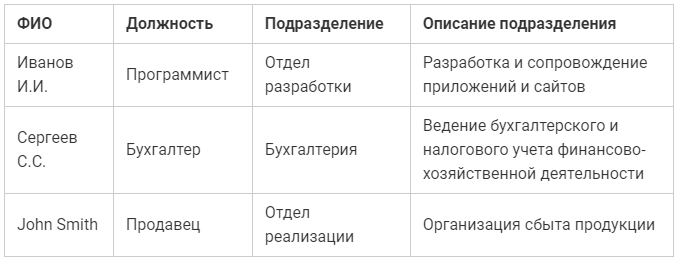 ФИО Должность Подразделение Описание подразделения
Иванов И.И. Программист Отдел разработки Разработка и сопровождение приложений и сайтов
Сергеев С.С. Бухгалтер Бухгалтерия Ведение бухгалтерского и налогового учета финансово-хозяйственной деятельности
John Smith Продавец Отдел реализации Организация сбыта продукции